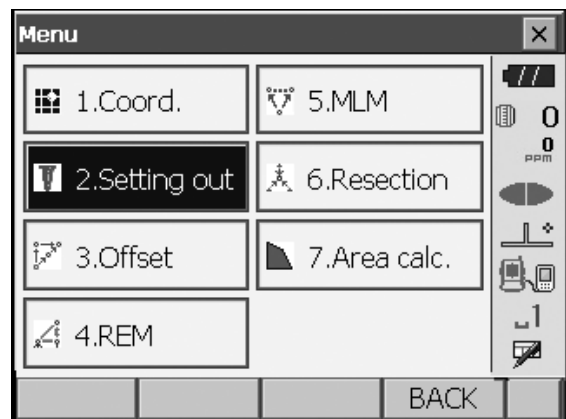 Menu
1.Coord.
5.MLM
0
0
PPM
2.Setting out
6.Resection
3.Offset
7.Area calc.
4.REM
1
BACK